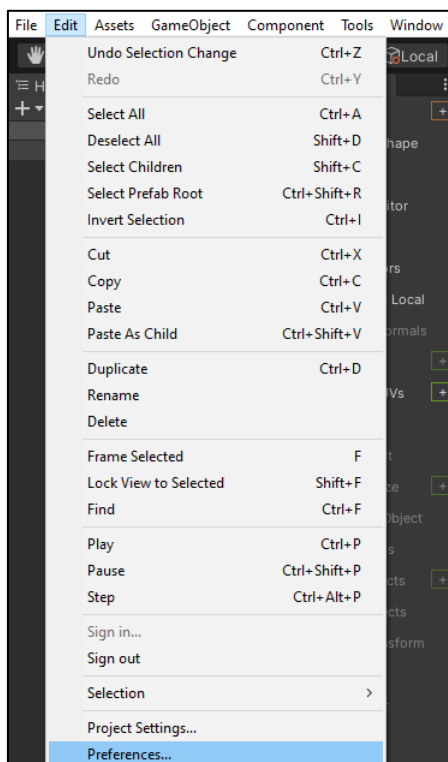 File Edit Assets GameObject Component Tools Window
Local
Undo Selection Change Ctrl+Z
Redo Ctrl+Y
Select All Ctrl+A
Deselect All Shift+D
Select Children Shift+C
Select Prefab Root Ctrl+Shift+R
Invert Selection Ctrl+I
Cut Ctrl+X
Copy Ctrl+C
Paste Ctrl+V
Paste As Child Ctrl+Shift+V
Duplicate Ctrl+D
Rename
Delete
Frame Selected F
Lock View to Selected Shift+F
Find Ctrl+F
Play Ctrl+P
Pause Ctrl+Shift+P
Step Ctrl+Alt+P
Sign in...
Sign out
Selection
Project Settings...
Preferences...
H
hape
itor
rs
Local
ormals
Vs
t
ze
Object
s
cts
cts
sform